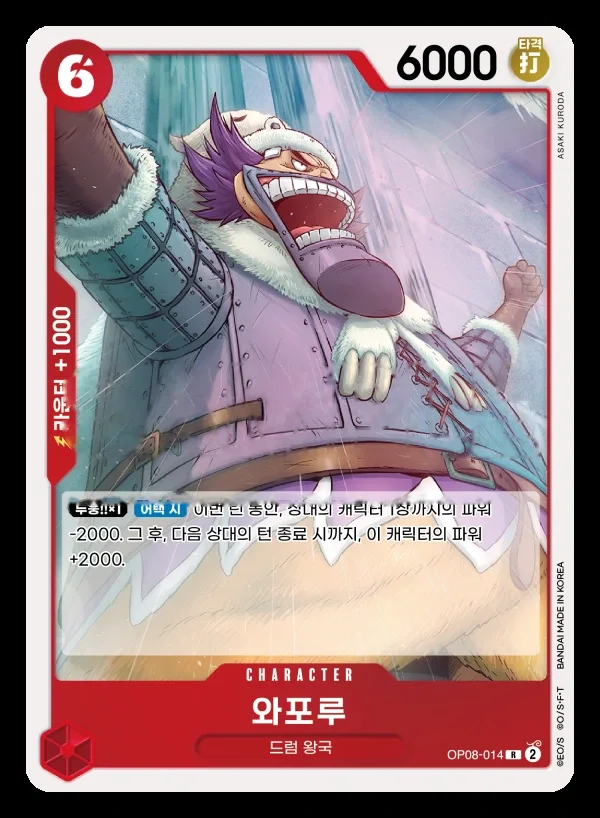 6
6000
타격
打
ASAKI KURODA
카운터 +1000
두웅!!×1 어택 시 이번 턴 동안, 상대의 캐릭터 1장까지의 파워
-2000. 그 후, 다음 상대의 턴 종료 시까지, 이 캐릭터의 파워
+2000.
CHARACTER
와포루
드럼 왕국
OP08-014 R 2
©EO/S ©O/S·F·T BANDAI MADE IN KOREA